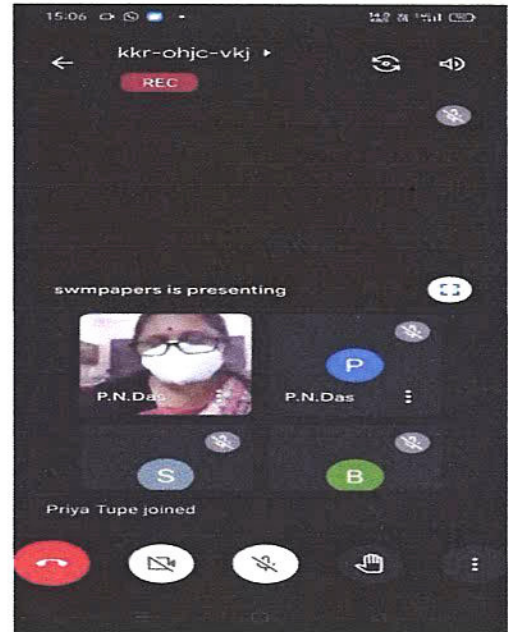 15:06
kkr-ohjc-vkj
REC
swmpapers is presenting
P
P.N.Das
P.N.Das
S
B
Priya Tupe joined